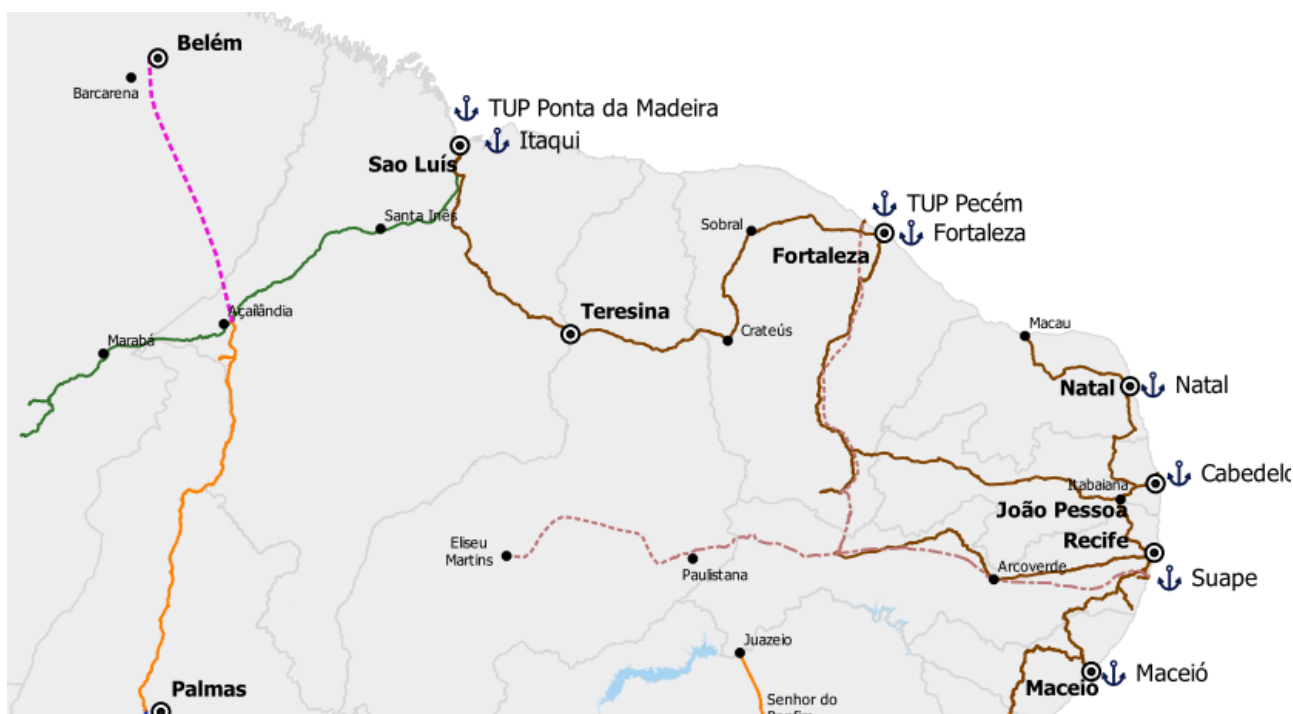 Belém
Barcarena
TUP Ponta da Madeira
Itaqui
Sao Luís
Santa Inês
TUP Pecém
Sobral
Fortaleza
Fortaleza
Açailândia
Teresina
Crateús
Macau
Marabá
Natal
Natal
Cabedelo
Itabaiana
João Pessoa
Recife
Eliseu
Martins
Paulistana
Arcoverde
Suape
Juazeio
Maceió
Maceió
Palmas
Senhor do
Bonfim